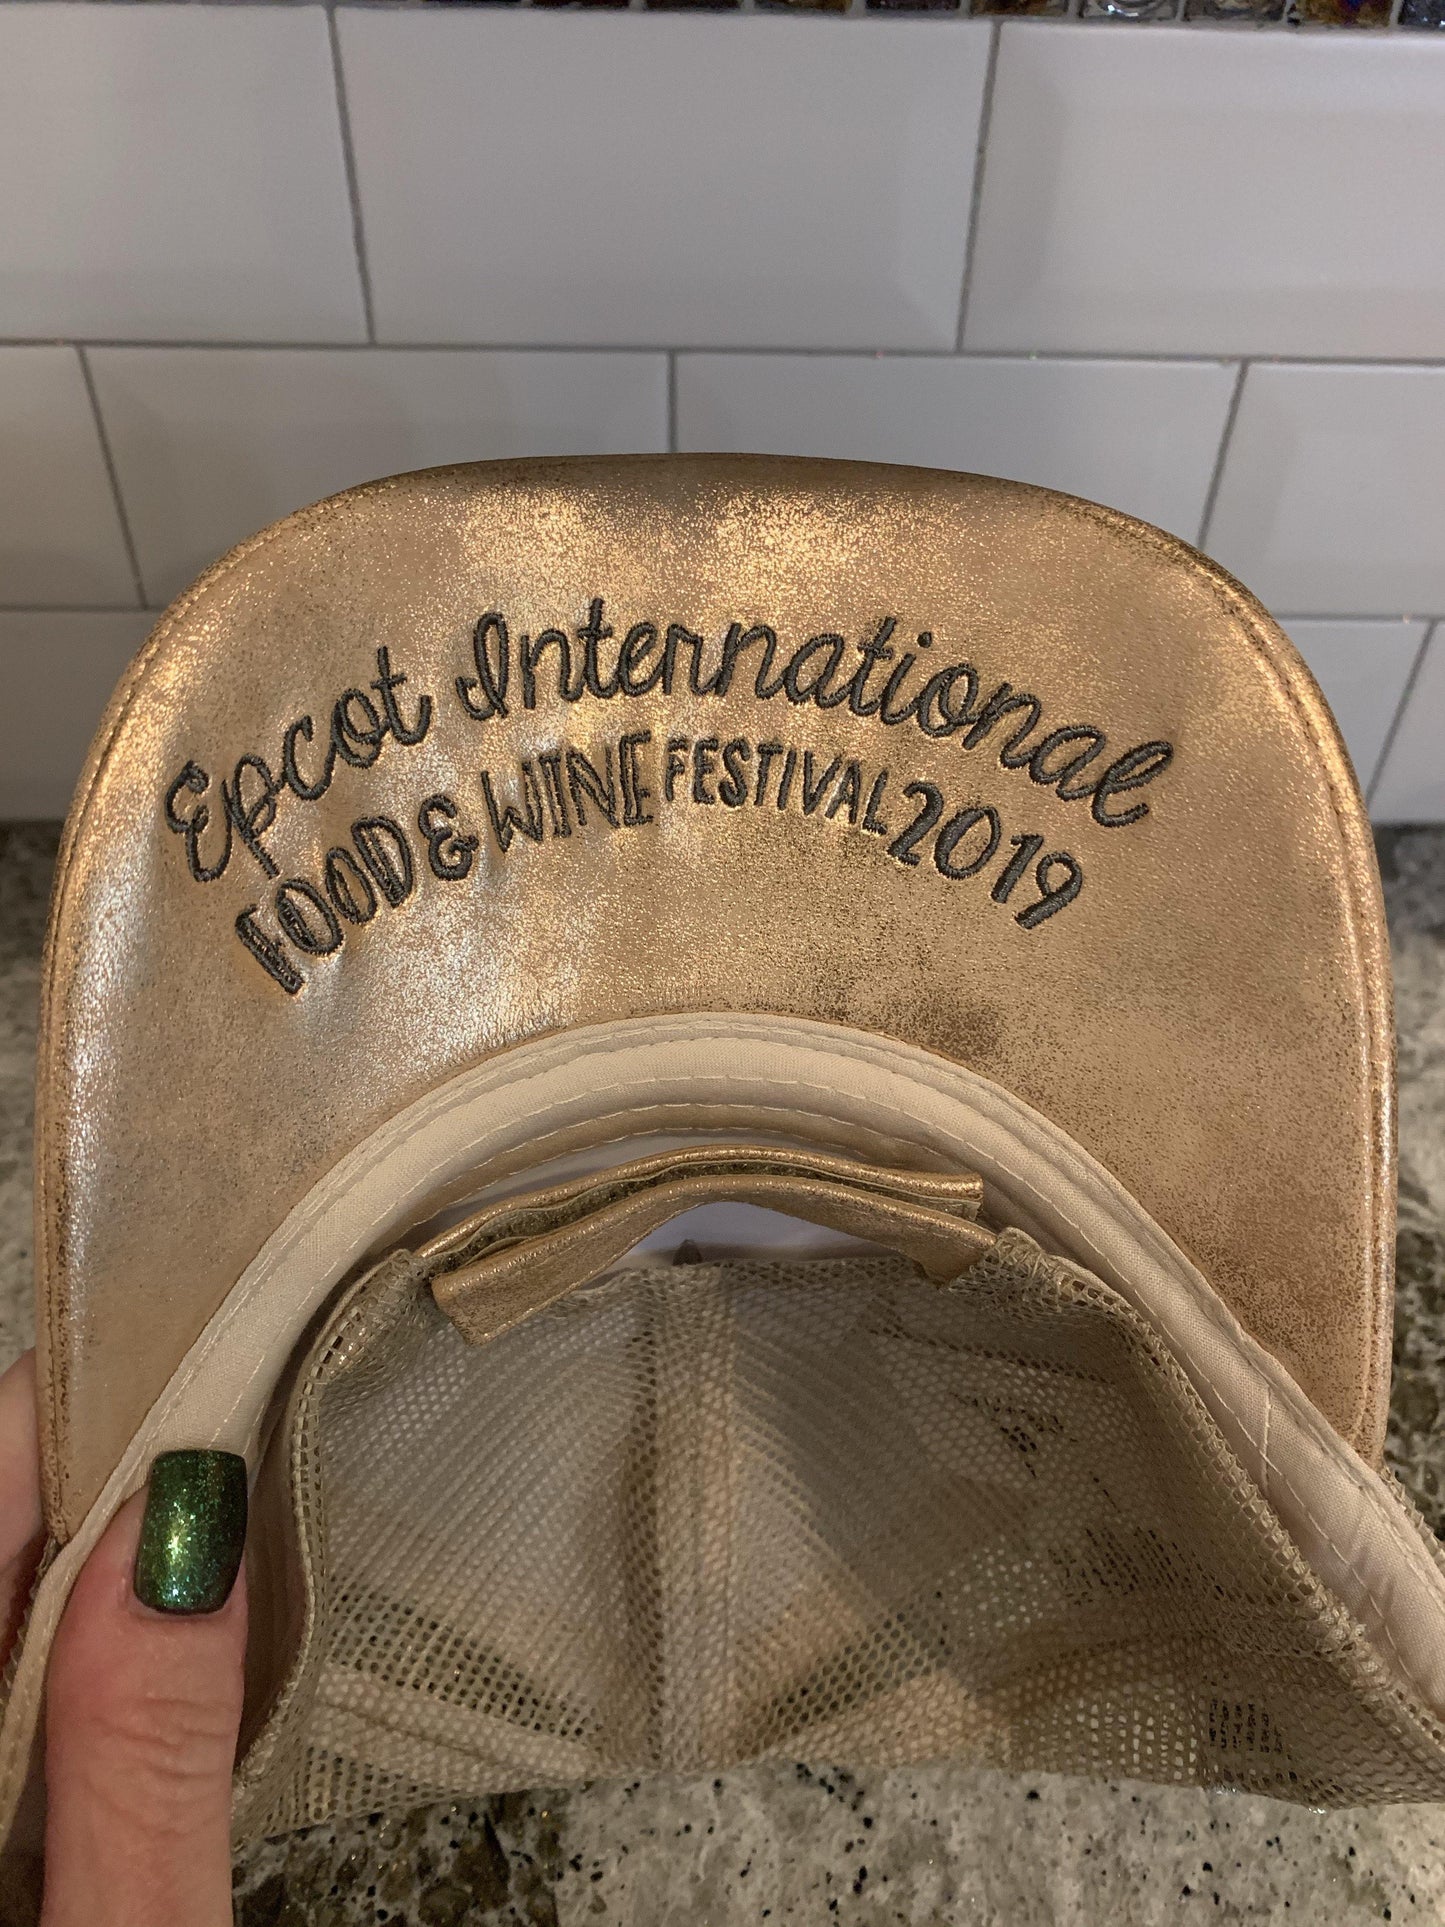 Epcot International
FOOD & WINE FESTIVAL 2019